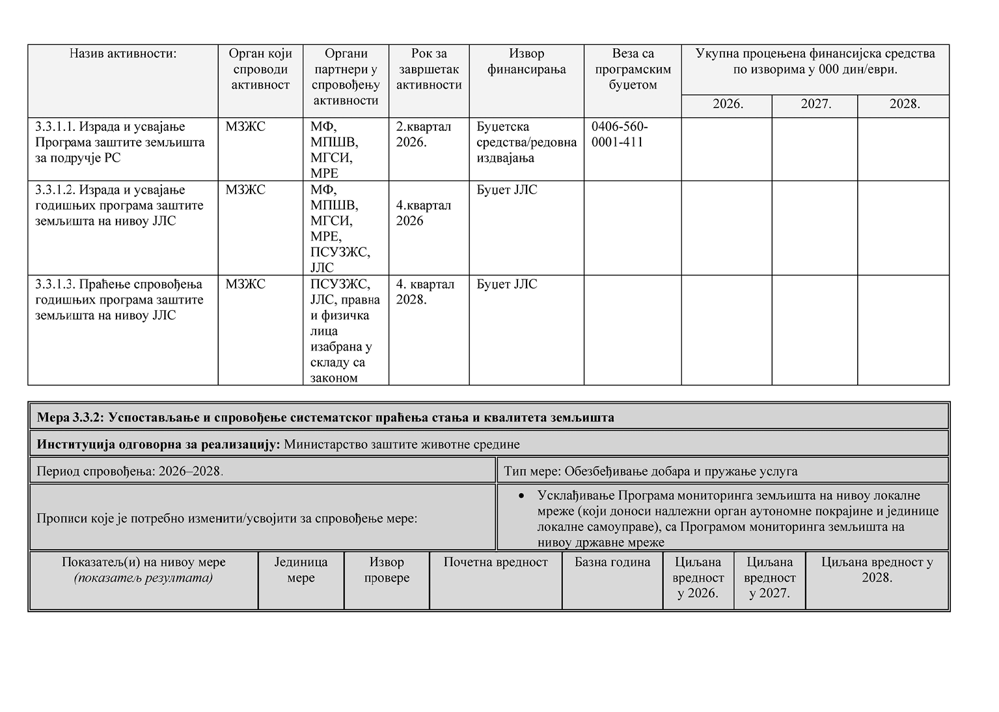 Назив активности:
Орган који
спроводи
активност
Органи
партнери у
спровођењу
активности
Рок за
завршетак
активности
Извор
финансирања
Веза са
програмским
буџетом
Укупна процењена финансијска средства
по изворима у 000 дин/еври.
2026.
2027.
2028.
3.3.1.1. Израда и усвајање
Програма заштите земљишта
за подручје РС
МЗЖС
МФ,
МПШВ,
МГСИ,
МРЕ
2.квартал
2026.
Буџетска
средства/редовна
издвајања
0406-560-
0001-411
3.3.1.2. Израда и усвајање
годишњих програма заштите
земљишта на нивоу ЈЛС
МЗЖС
МФ,
МПШВ,
МГСИ,
МРЕ,
ПСУЗЖС,
ЈЛС
4.квартал
2026
Буџет ЈЛС
3.3.1.3. Праћење спровођења
годишњих програма заштите
земљишта на нивоу ЈЛС
МЗЖС
ПСУЗЖС,
ЈЛС, правна
и физичка
лица
изабрана у
складу са
законом
4. квартал
2028.
Буџет ЈЛС
Мера 3.3.2: Успостављање и спровођење систематског праћења стања и квалитета земљишта
Институција одговорна за реализацију: Министарство заштите животне средине
Период спровођења: 2026–2028.
Тип мере: Обезбеђивање добара и пружање услуга
Прописи које је потребно изменити/усвојити за спровођење мере:
• Усклађивање Програма мониторинга земљишта на нивоу локалне
мреже (који доноси надлежни орган аутономне покрајине и јединице
локалне самоуправе), са Програмом мониторинга земљишта на
нивоу државне мреже
Показатељ(и) на нивоу мере
(показатељ резултата)
Јединица
мере
Извор
провере
Почетна вредност
Базна година
Циљана
вредност
у 2026.
Циљана
вредност
у 2027.
Циљана вредност у
2028.